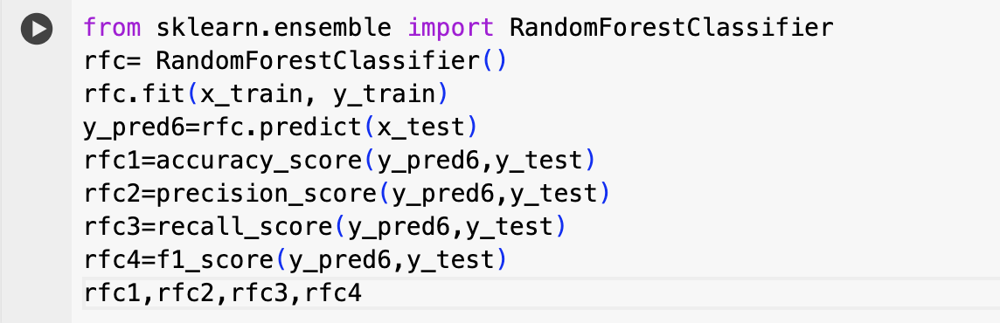 from sklearn.ensemble import RandomForestClassifier
rfc= RandomForestClassifier()
rfc.fit(x_train, y_train)
y_pred6=rfc.predict(x_test)
rfc1=accuracy_score(y_pred6,y_test)
rfc2=precision_score(y_pred6,y_test)
rfc3=recall_score(y_pred6,y_test)
rfc4=f1_score(y_pred6,y_test)
rfc1,rfc2,rfc3,rfc4